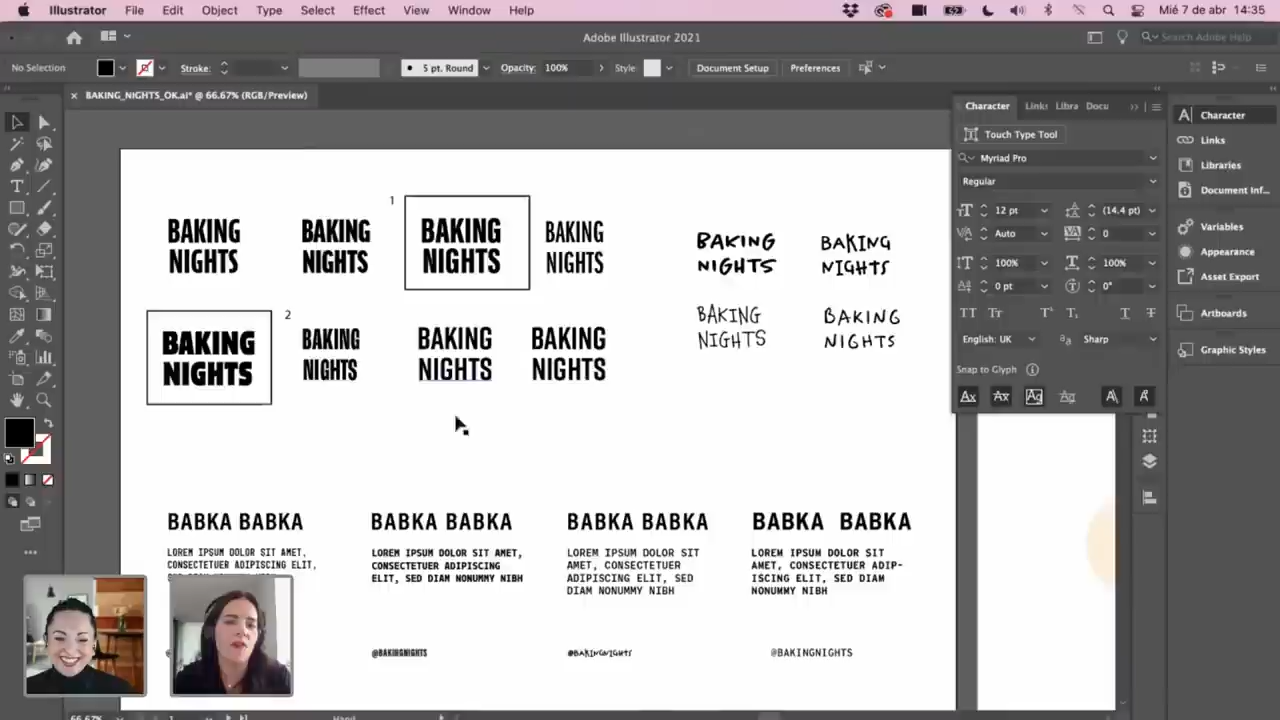 Illustrator File Edit Object Type Select Effect View Window Help Mié 7 de abr 14:35
Adobe Illustrator 2021
Search Adobe Help
No Selection Stroke: 5 pt. Round Opacity: 100% Style: Document Setup Preferences
BAKING_NIGHTS_OK.ai* @ 66.67% (RGB/Preview)
Character Links Libra Docu
Touch Type Tool
Myriad Pro
Regular
12 pt (14,4 pt)
Auto 0
100% 100%
0 pt 0°
English: UK Sharp
Snap to Glyph
Character
Links
Libraries
Document Inf...
Variables
Appearance
Asset Export
Artboards
Graphic Styles
1
BAKING
NIGHTS
BAKING
NIGHTS
BAKING
NIGHTS
BAKING
NIGHTS
BAKING
NIGHTS
BAKING
NIGHTS
2
BAKING
NIGHTS
BAKING
NIGHTS
BAKING
NIGHTS
BAKING
NIGHTS
BAKING
NIGHTS
BAKING
NIGHTS
BABKA BABKA
LOREM IPSUM DOLOR SIT AMET,
CONSECTETUER ADIPISCING ELIT,
BABKA BABKA
LOREM IPSUM DOLOR SIT AMET,
CONSECTETUER ADIPISCING
ELIT, SED DIAM NONUMMY NIBH
BABKA BABKA
LOREM IPSUM DOLOR SIT
AMET, CONSECTETUER
ADIPISCING ELIT, SED
DIAM NONUMMY NIBH
BABKA BABKA
LOREM IPSUM DOLOR SIT
AMET, CONSECTETUER ADIP-
ISCING ELIT, SED DIAM
NONUMMY NIBH
@BAKINGNIGHTS
@BAKINGNIGHTS
@BAKINGNIGHTS